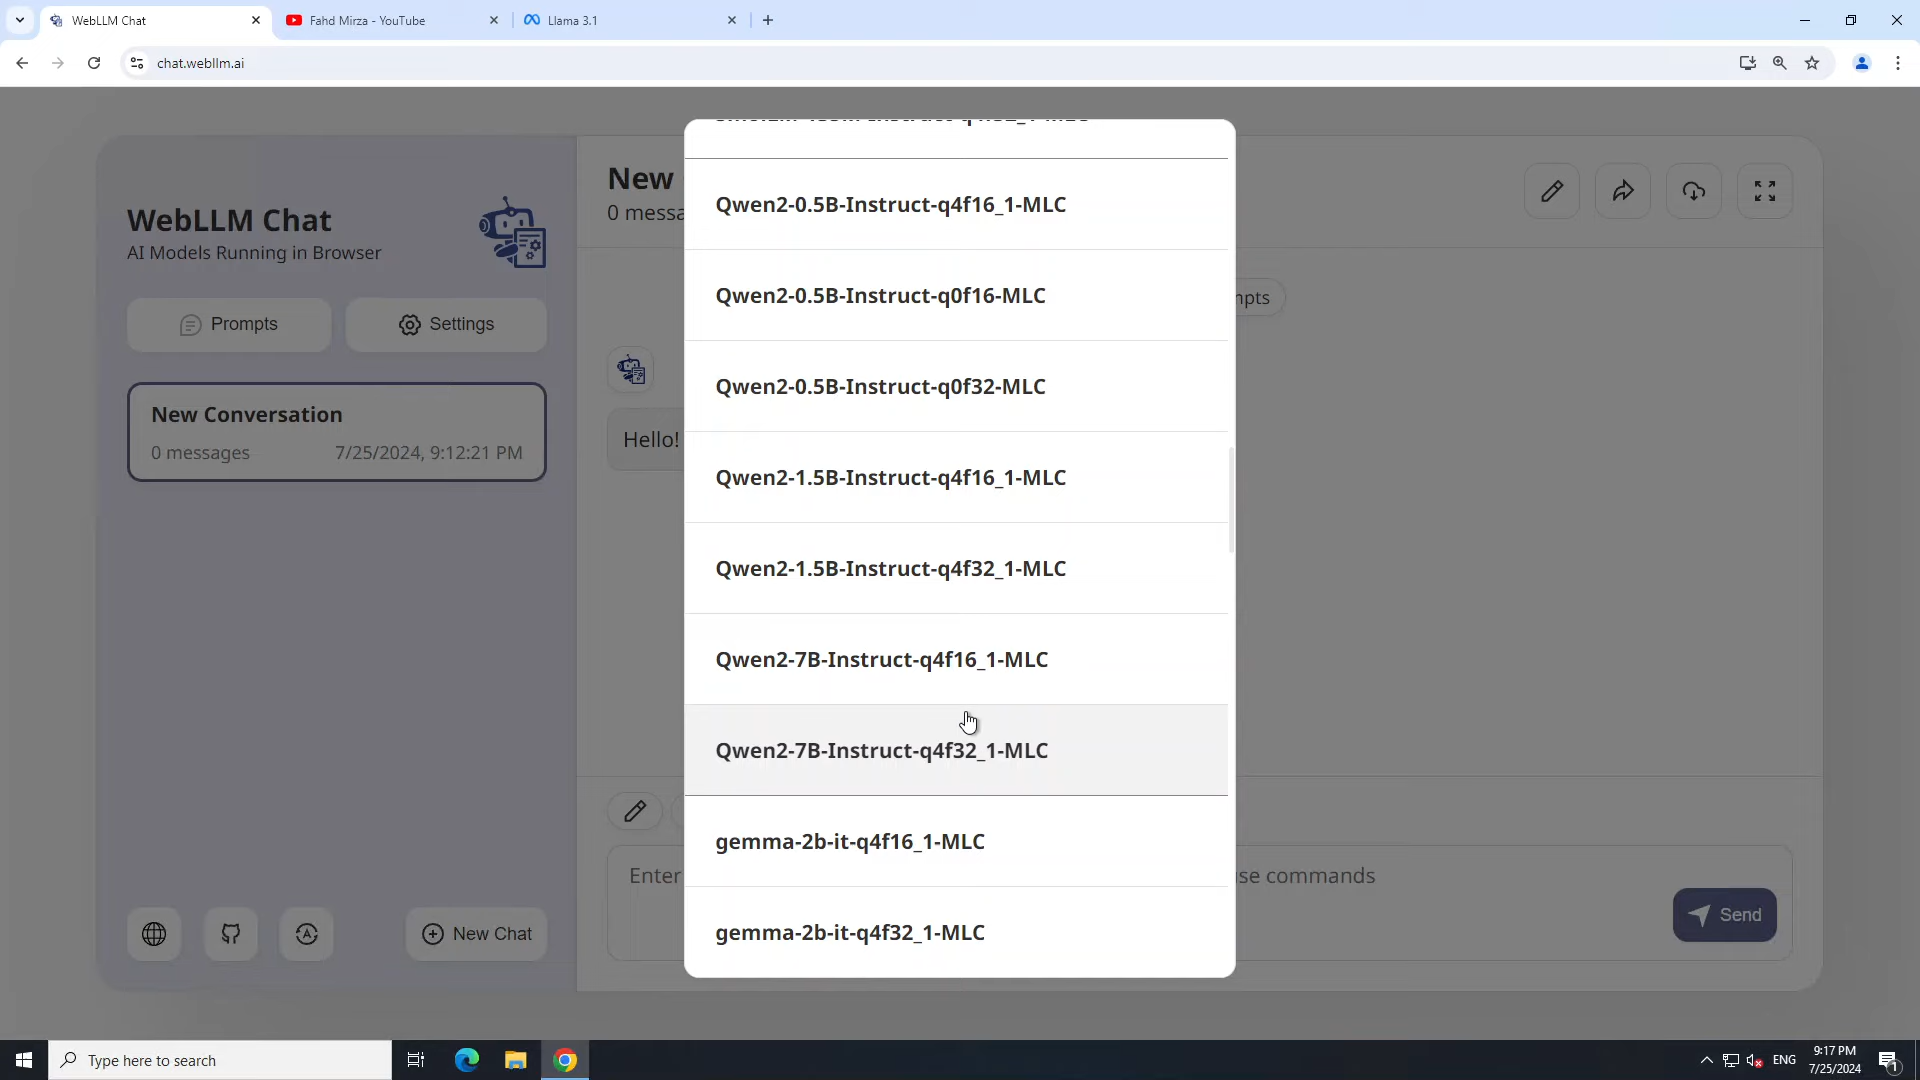 WebLLM Chat
Fahd Mirza - YouTube
Llama 3.1
chat.webllm.ai
WebLLM Chat
AI Models Running in Browser
Prompts
Settings
New Conversation
0 messages
7/25/2024, 9:12:21 PM
New Chat
New
0 messa
Hello!
mpts
Qwen2-0.5B-Instruct-q4f16_1-MLC
Qwen2-0.5B-Instruct-q0f16-MLC
Qwen2-0.5B-Instruct-q0f32-MLC
Qwen2-1.5B-Instruct-q4f16_1-MLC
Qwen2-1.5B-Instruct-q4f32_1-MLC
Qwen2-7B-Instruct-q4f16_1-MLC
Qwen2-7B-Instruct-q4f32_1-MLC
gemma-2b-it-q4f16_1-MLC
gemma-2b-it-q4f32_1-MLC
Enter
se commands
Send
Type here to search
ENG
9:17 PM
7/25/2024
1